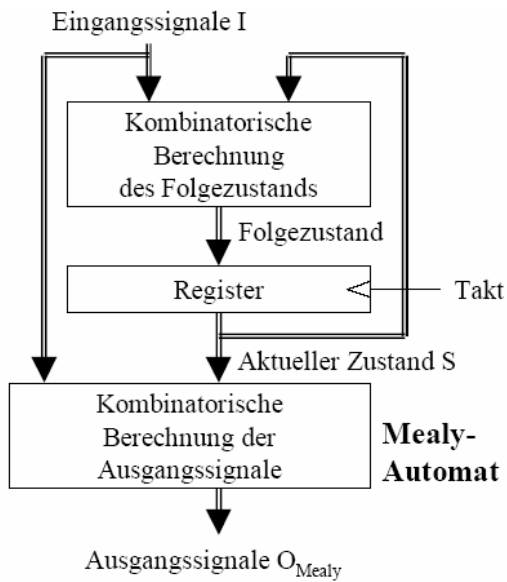 Eingangssignale I
Kombinatorische
Berechnung
des Folgezustands
Folgezustand
Register
Takt
Aktueller Zustand S
Kombinatorische
Berechnung der
Ausgangssignale
Mealy-
Automat
Ausgangssignale O_Mealy